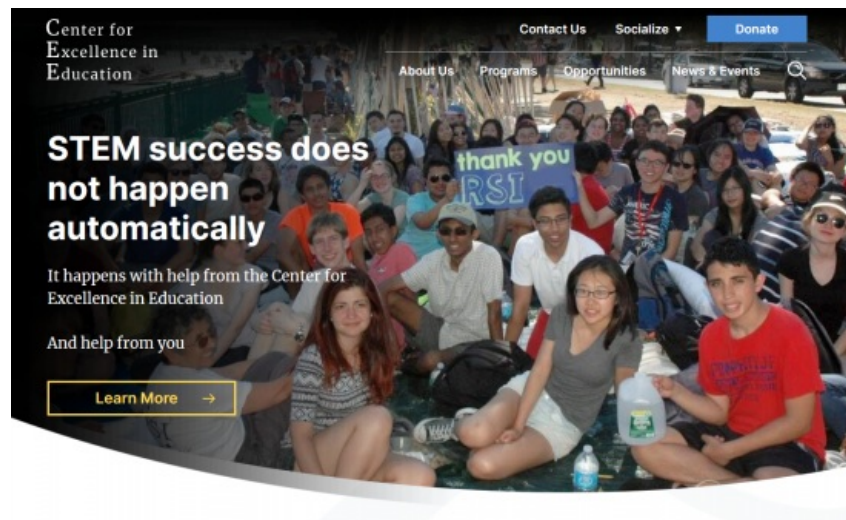 Center for
Excellence in
Education
Contact Us Socialize ▼ Donate
About Us Programs Opportunities News & Events
STEM success does
not happen
automatically
It happens with help from the Center for
Excellence in Education
And help from you
Learn More →
thank you
RSI